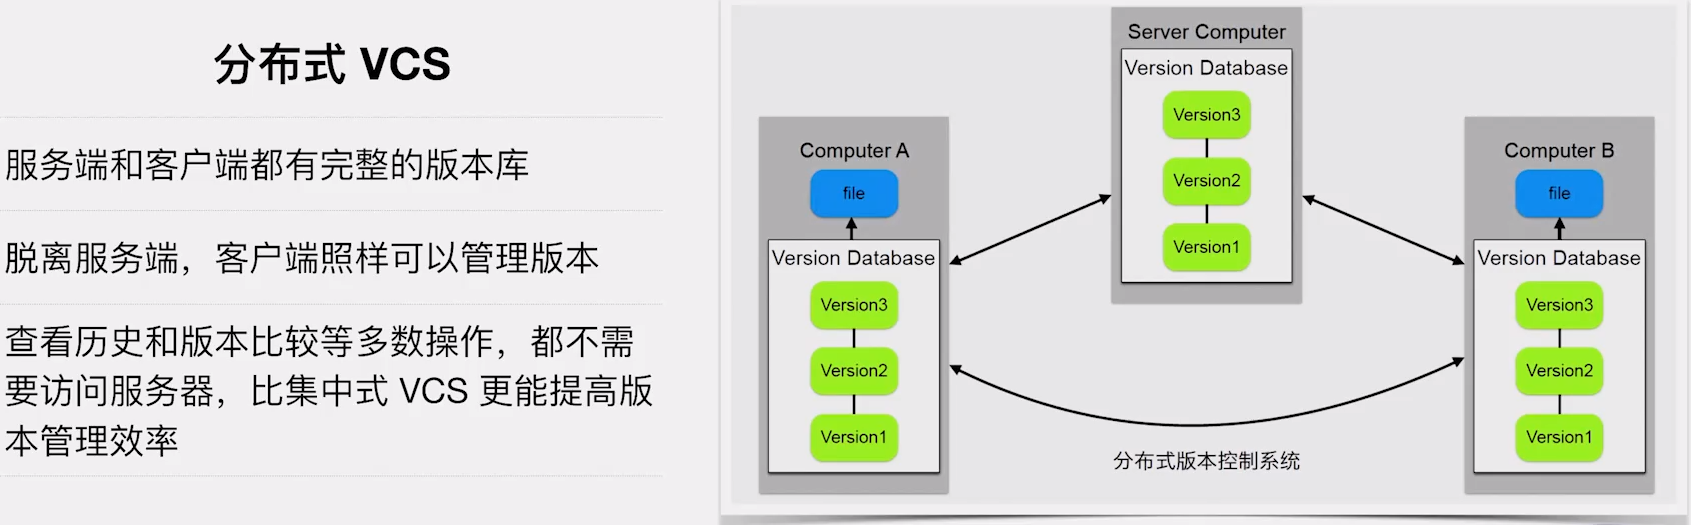 分布式 VCS
服务端和客户端都有完整的版本库
脱离服务端，客户端照样可以管理版本
查看历史和版本比较等多数操作，都不需
要访问服务器，比集中式 VCS 更能提高版
本管理效率
Server Computer
Version Database
Version3
Version2
Version1
Computer A
file
Version Database
Version3
Version2
Version1
Computer B
file
Version Database
Version3
Version2
Version1
分布式版本控制系统